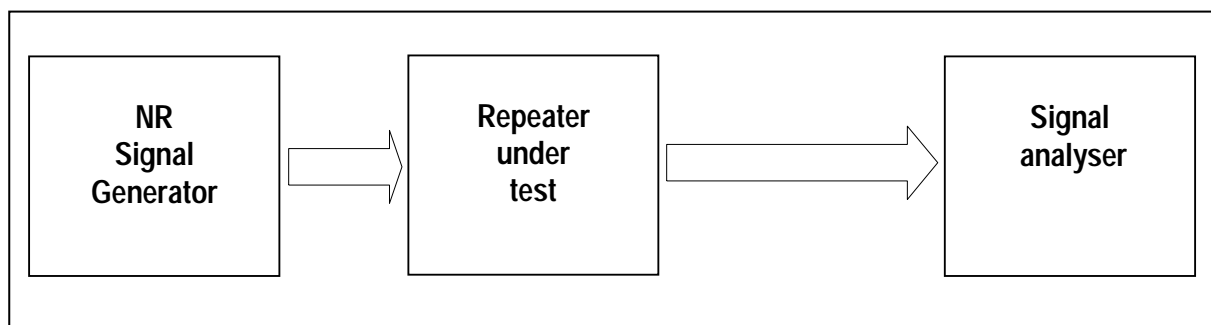 NR
Signal
Generator
Repeater
under
test
Signal
analyser